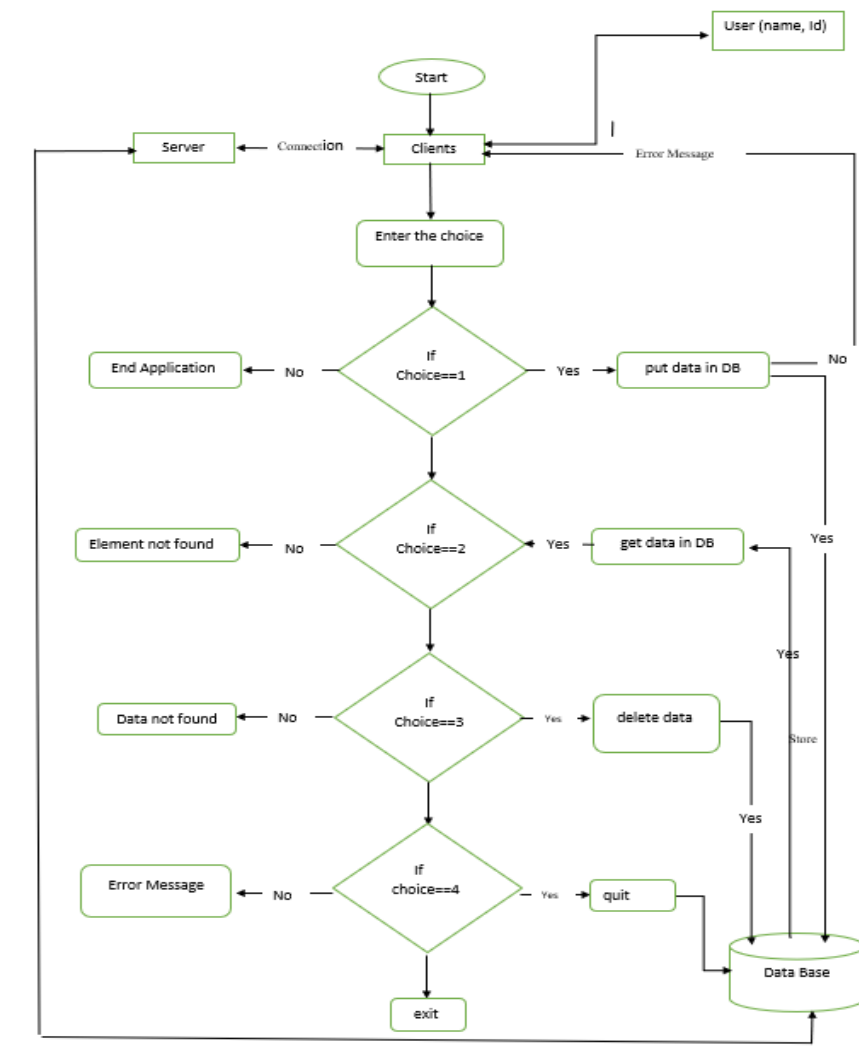 User (name, Id)
Start
Server
Connection
Clients
Error Message
Enter the choice
If
Choice==1
End Application
No
Yes
put data in DB
No
If
Choice==2
Element not found
No
Yes
get data in DB
Yes
Yes
If
Choice==3
Data not found
No
Yes
delete data
Store
Yes
If
choice==4
Error Message
No
Yes
quit
Data Base
exit